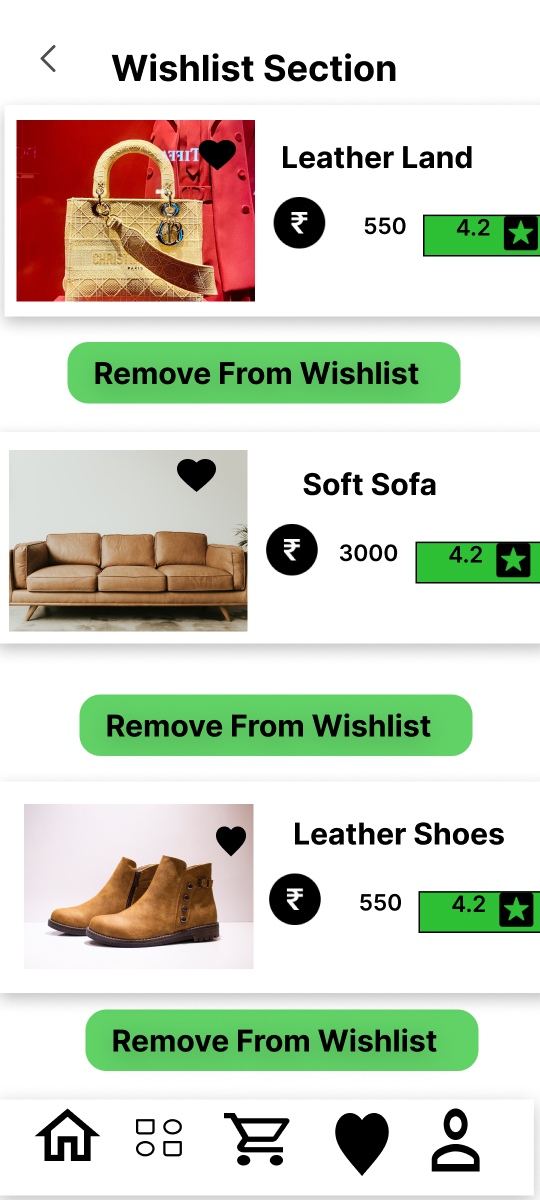 Wishlist Section
Leather Land
₹ 550 4.2
PARIS
Remove From Wishlist
Soft Sofa
₹ 3000 4.2
Remove From Wishlist
Leather Shoes
₹ 550 4.2
Remove From Wishlist